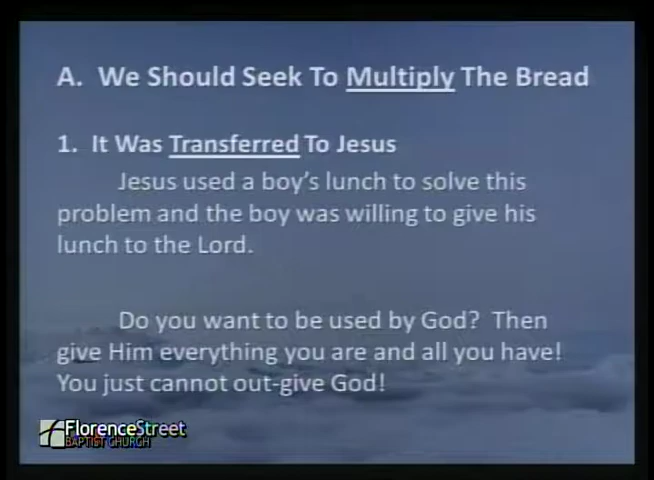 A. We Should Seek To Multiply The Bread
1. It Was Transferred To Jesus
Jesus used a boy's lunch to solve this
problem and the boy was willing to give his
lunch to the Lord.
Do you want to be used by God? Then
give Him everything you are and all you have!
You just cannot out-give God!
FlorenceStreet
BAPTIST CHURCH